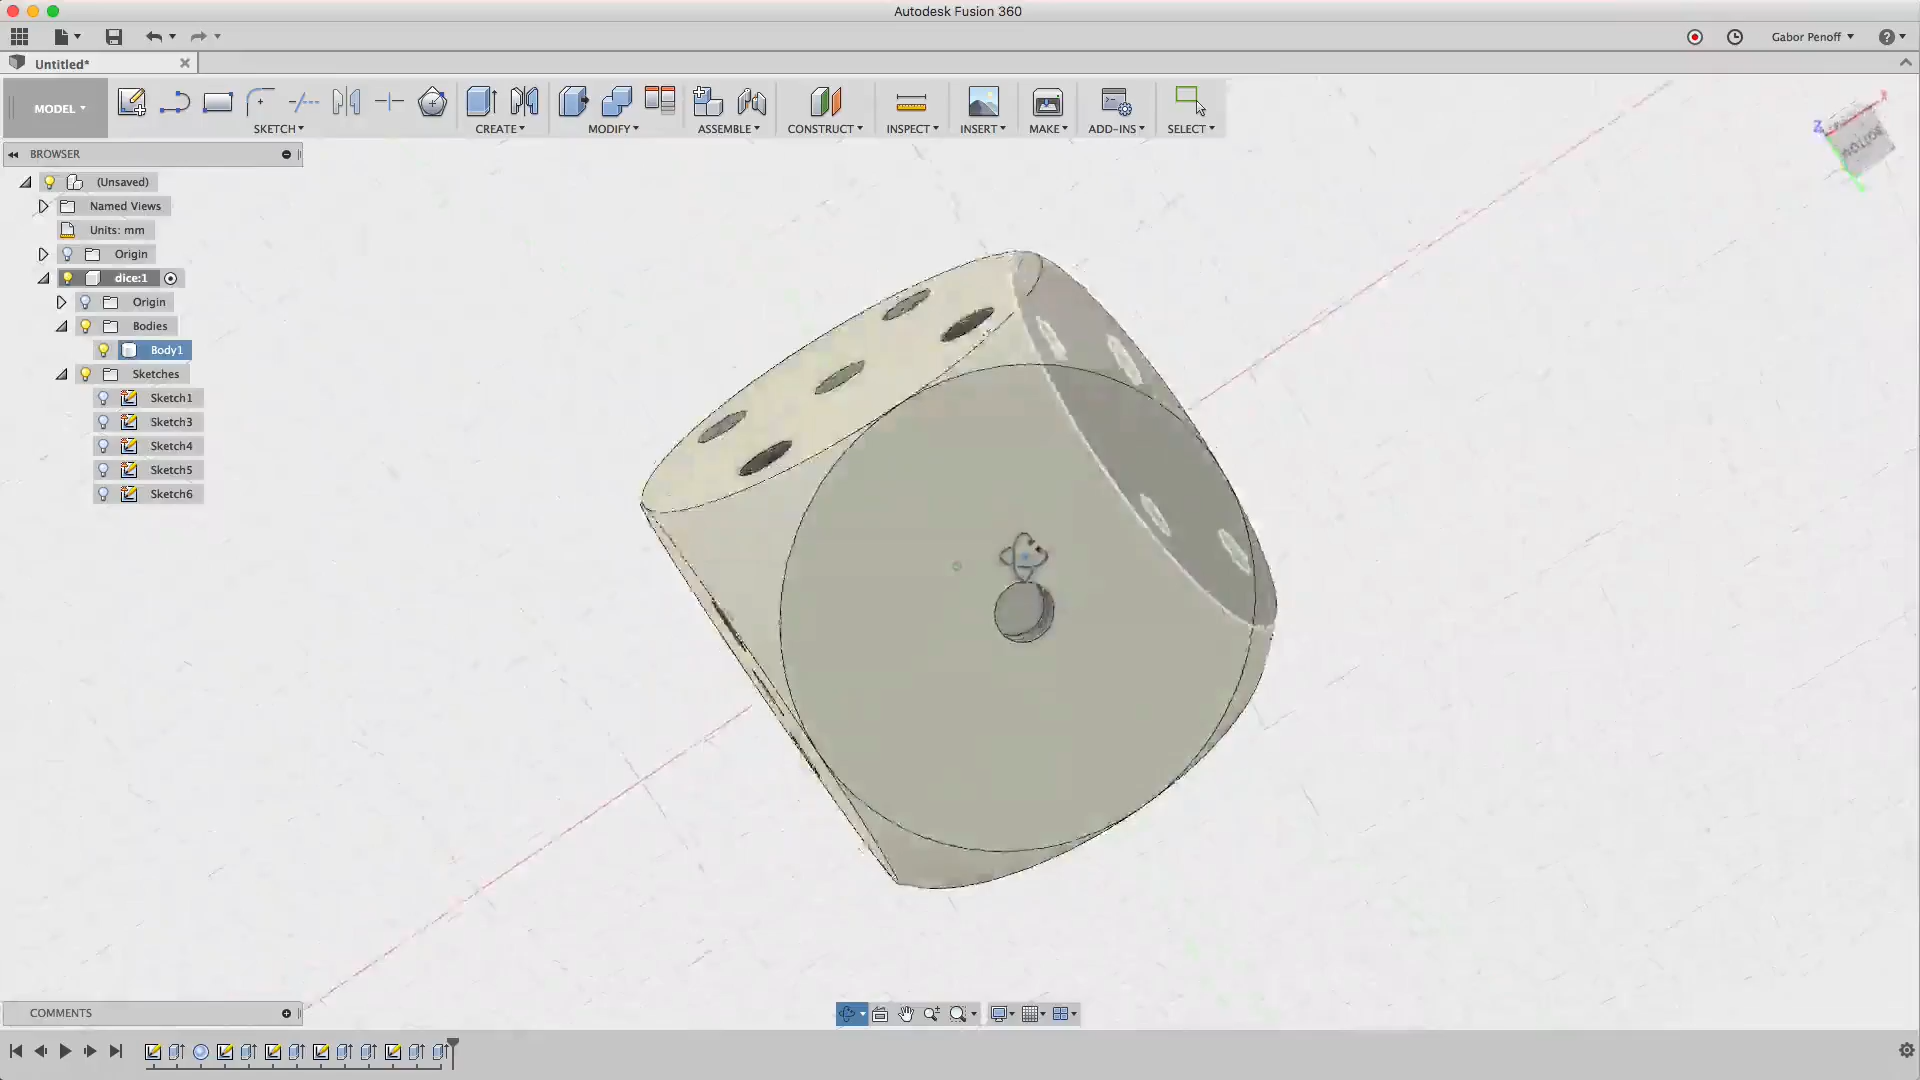 Autodesk Fusion 360
Gabor Penoff
Untitled*
MODEL
SKETCH
CREATE
MODIFY
ASSEMBLE
CONSTRUCT
INSPECT
INSERT
MAKE
ADD-INS
SELECT
BROWSER
(Unsaved)
Named Views
Units: mm
Origin
dice:1
Origin
Bodies
Body1
Sketches
Sketch1
Sketch3
Sketch4
Sketch5
Sketch6
Z
X
BOTTOM
COMMENTS